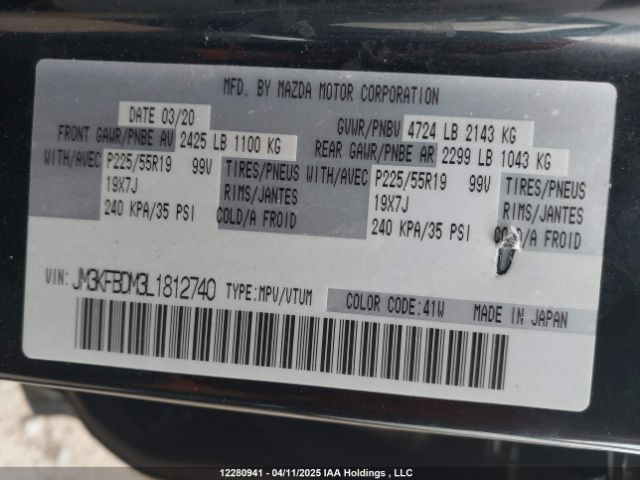 MFD. BY MAZDA MOTOR CORPORATION
DATE 03/20
GVWR/PNBV 4724 LB 2143 KG
FRONT GAWR/PNBE AV 2425 LB 1100 KG
REAR GAWR/PNBE AR 2299 LB 1043 KG
WITH/AVEC P225/55R19 99V TIRES/PNEUS
19X7J RIMS/JANTES
240 KPA/35 PSI COLD/A FROID
WITH/AVEC P225/55R19 99V TIRES/PNEUS
19X7J RIMS/JANTES
240 KPA/35 PSI COLD/A FROID
VIN: JM3KFBDM3L1812740 TYPE:MPV/VTUM
COLOR CODE:41W MADE IN JAPAN
12280941 - 04/11/2025 IAA Holdings , LLC